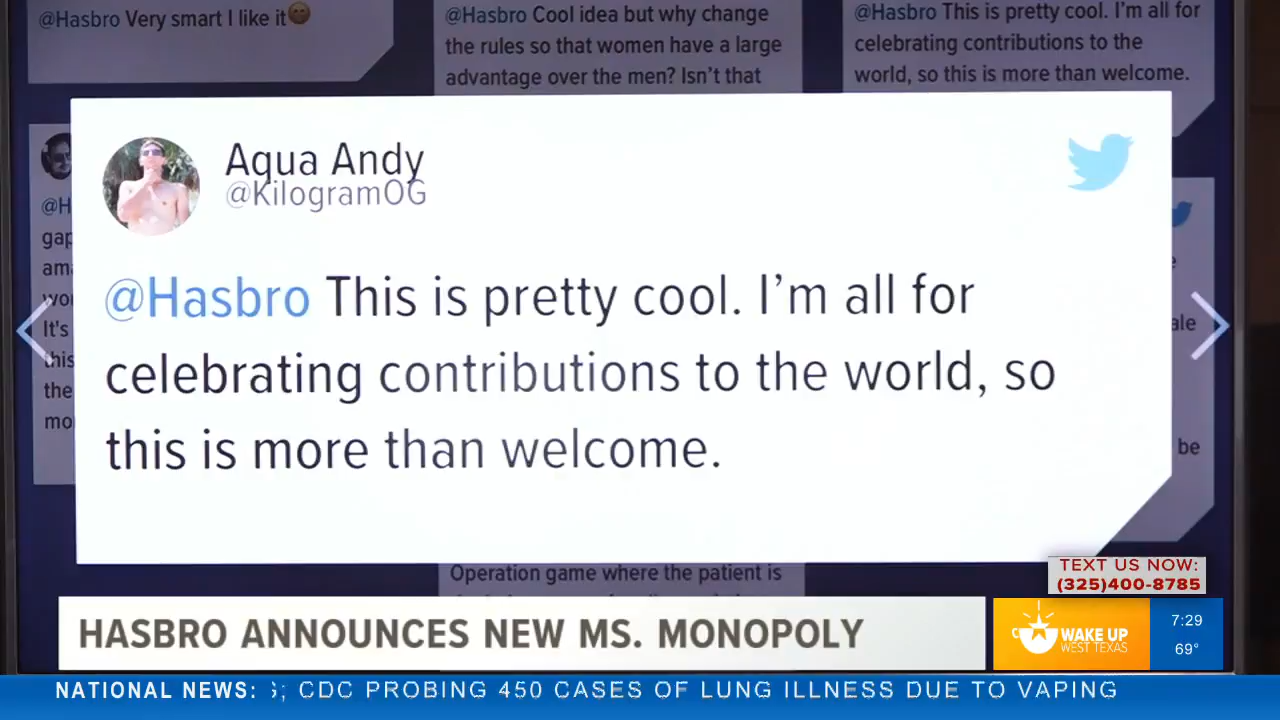 @Hasbro Very smart I like it
@Hasbro Cool idea but why change
the rules so that women have a large
advantage over the men? Isn't that
@Hasbro This is pretty cool. I'm all for
celebrating contributions to the
world, so this is more than welcome.
Aqua Andy
@KilogramOG
@Hasbro This is pretty cool. I'm all for
celebrating contributions to the world, so
this is more than welcome.
@H
gap
It's
this
the
be
Operation game where the patient is
TEXT US NOW:
(325)400-8785
HASBRO ANNOUNCES NEW MS. MONOPOLY
WAKE UP
WEST TEXAS
7:29
69°
NATIONAL NEWS: ; CDC PROBING 450 CASES OF LUNG ILLNESS DUE TO VAPING